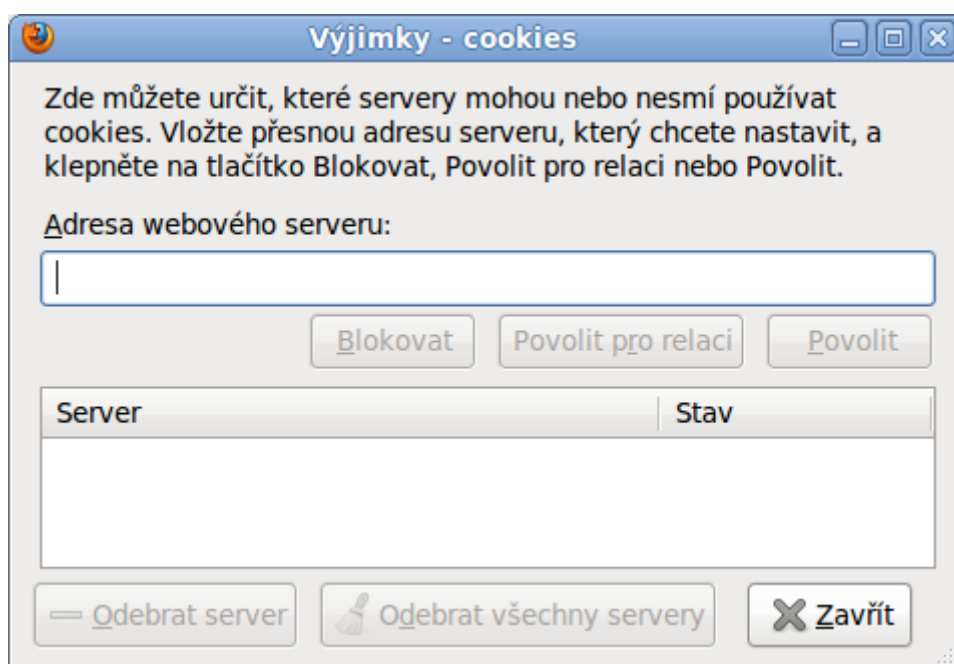 Výjimky - cookies
Zde můžete určit, které servery mohou nebo nesmí používat
cookies. Vložte přesnou adresu serveru, který chcete nastavit, a
klepněte na tlačítko Blokovat, Povolit pro relaci nebo Povolit.
Adresa webového serveru:
Blokovat Povolit pro relaci Povolit
Server Stav
Odebrat server Odebrat všechny servery Zavřít